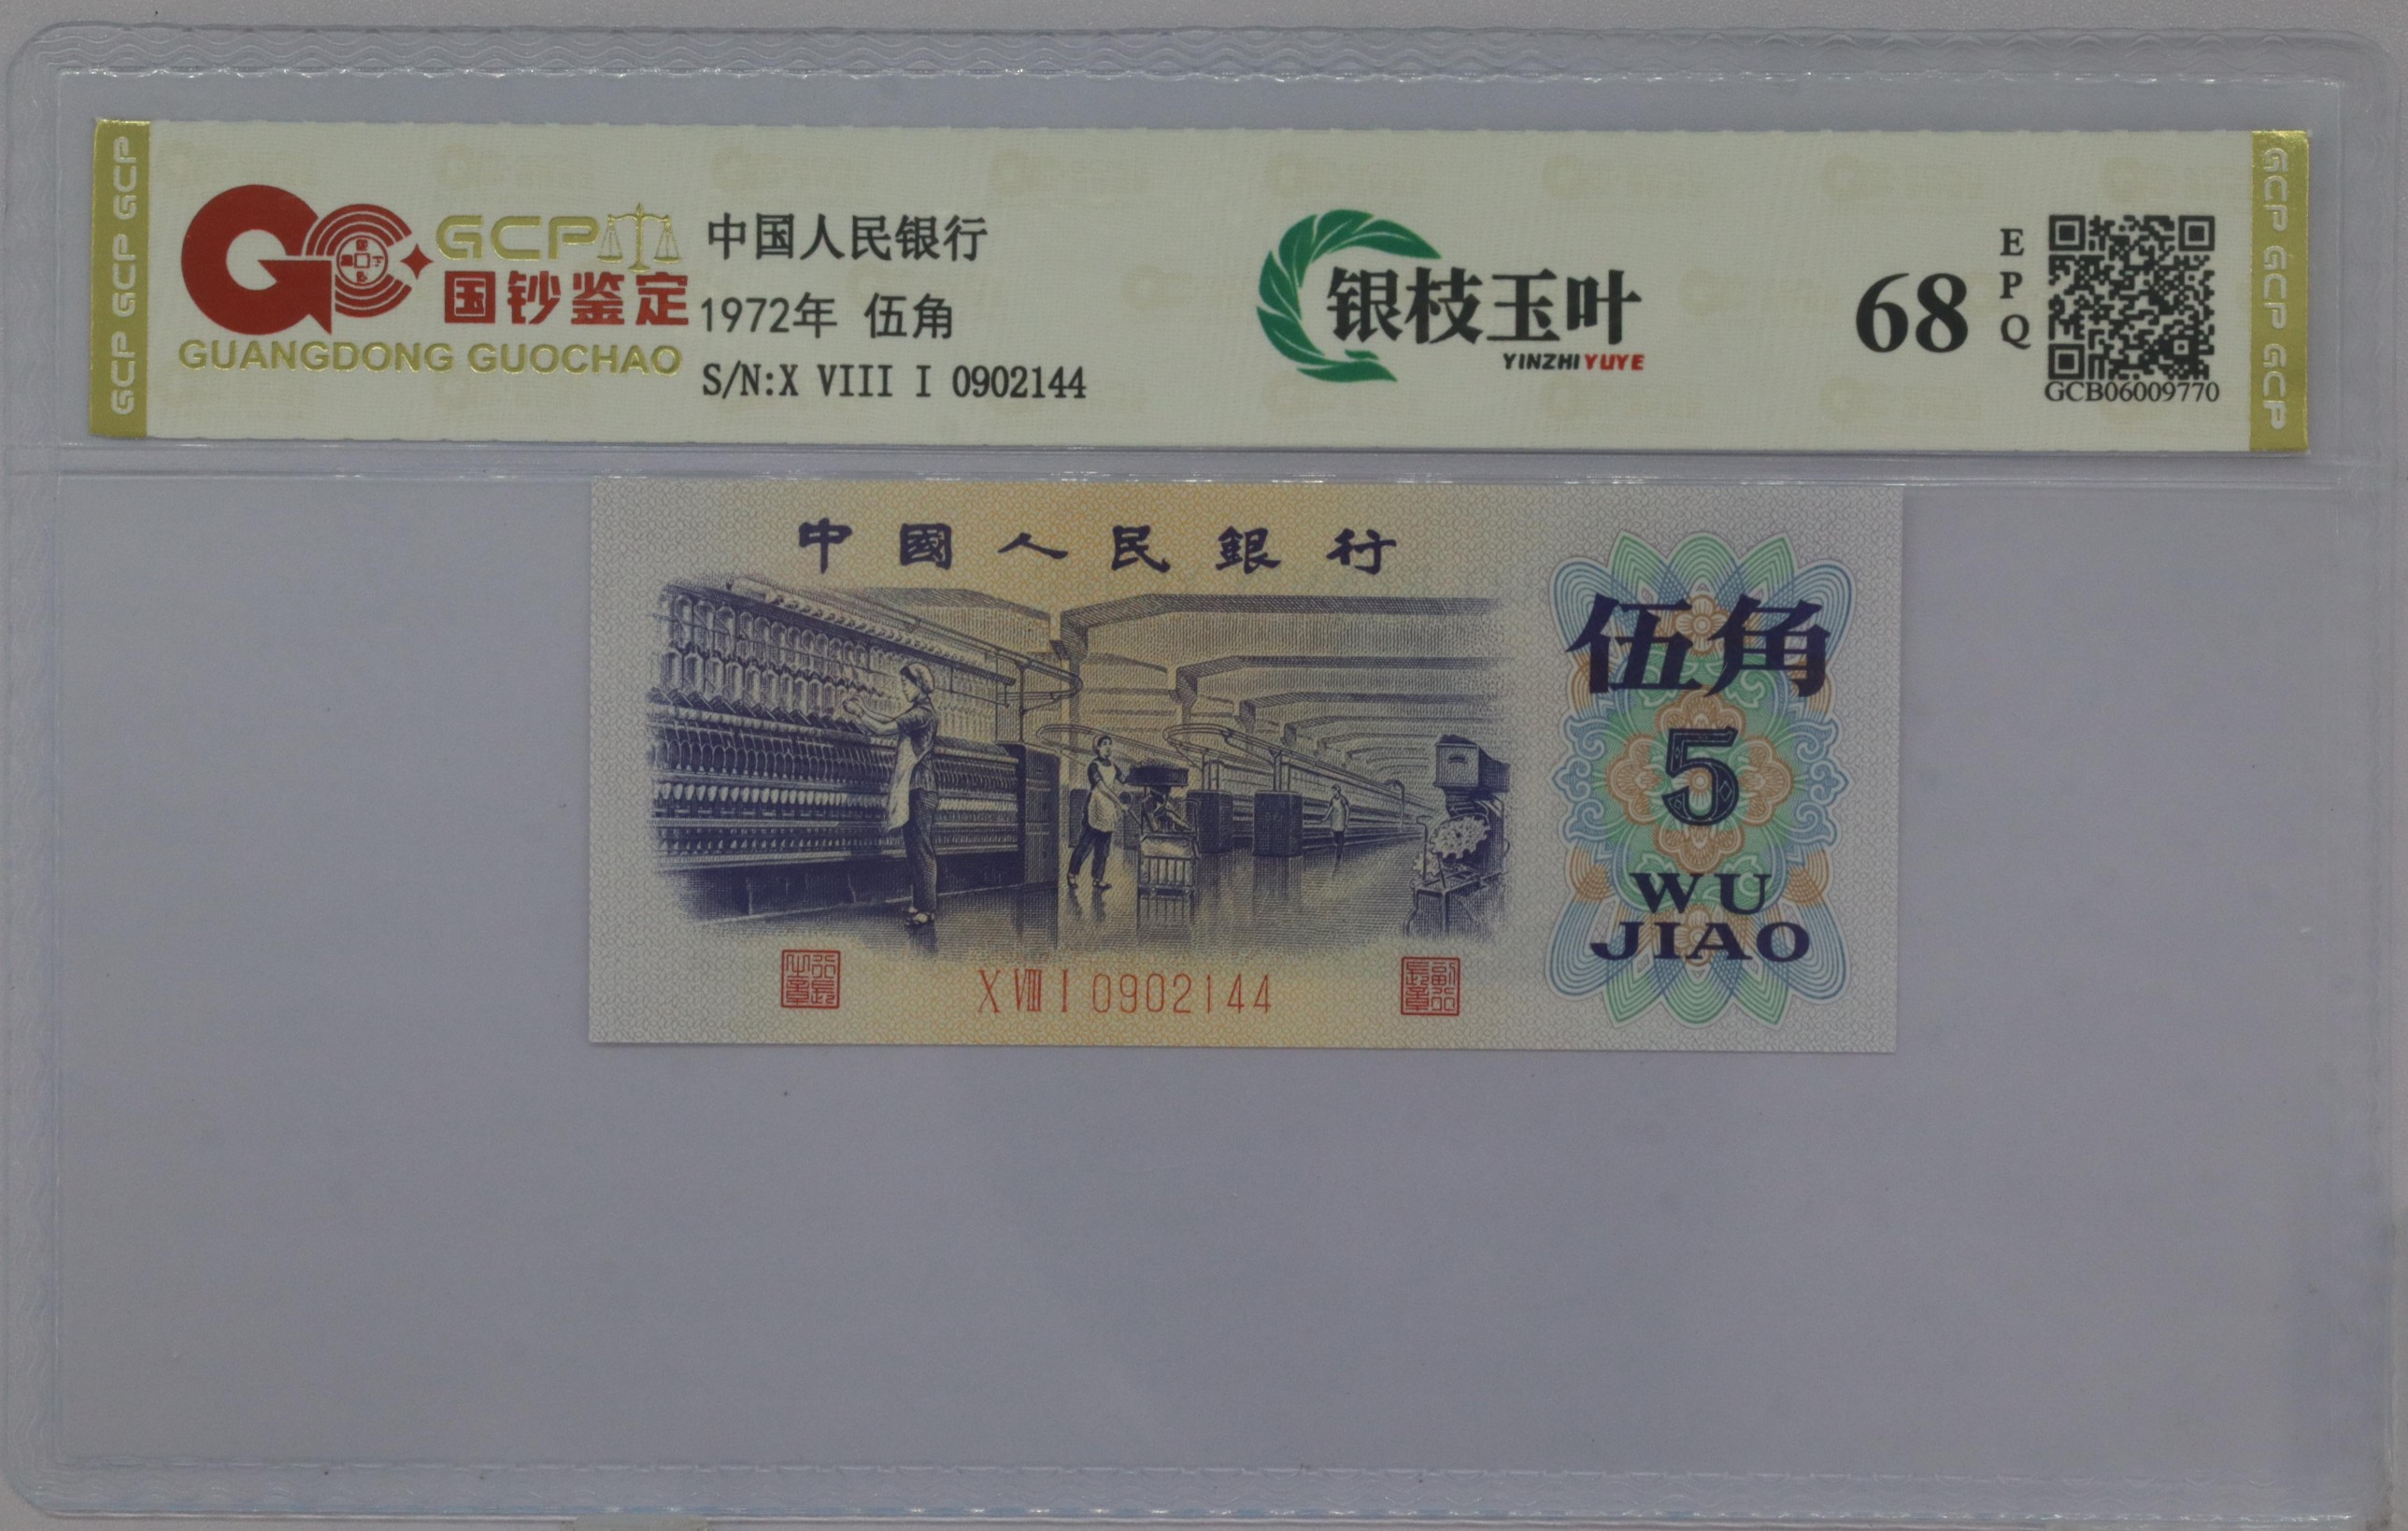 GCP GCP GCP
GCP
国钞鉴定
GUANGDONG GUOCHAO
中国人民银行
1972年 伍角
S/N:X VIII I 0902144
银枝玉叶
YINZHIYUYE
68
EPQ
GCB06009770
GCP GCP GCP
中國人民銀行
伍角
5
WU
JIAO
X VIII I 0902144